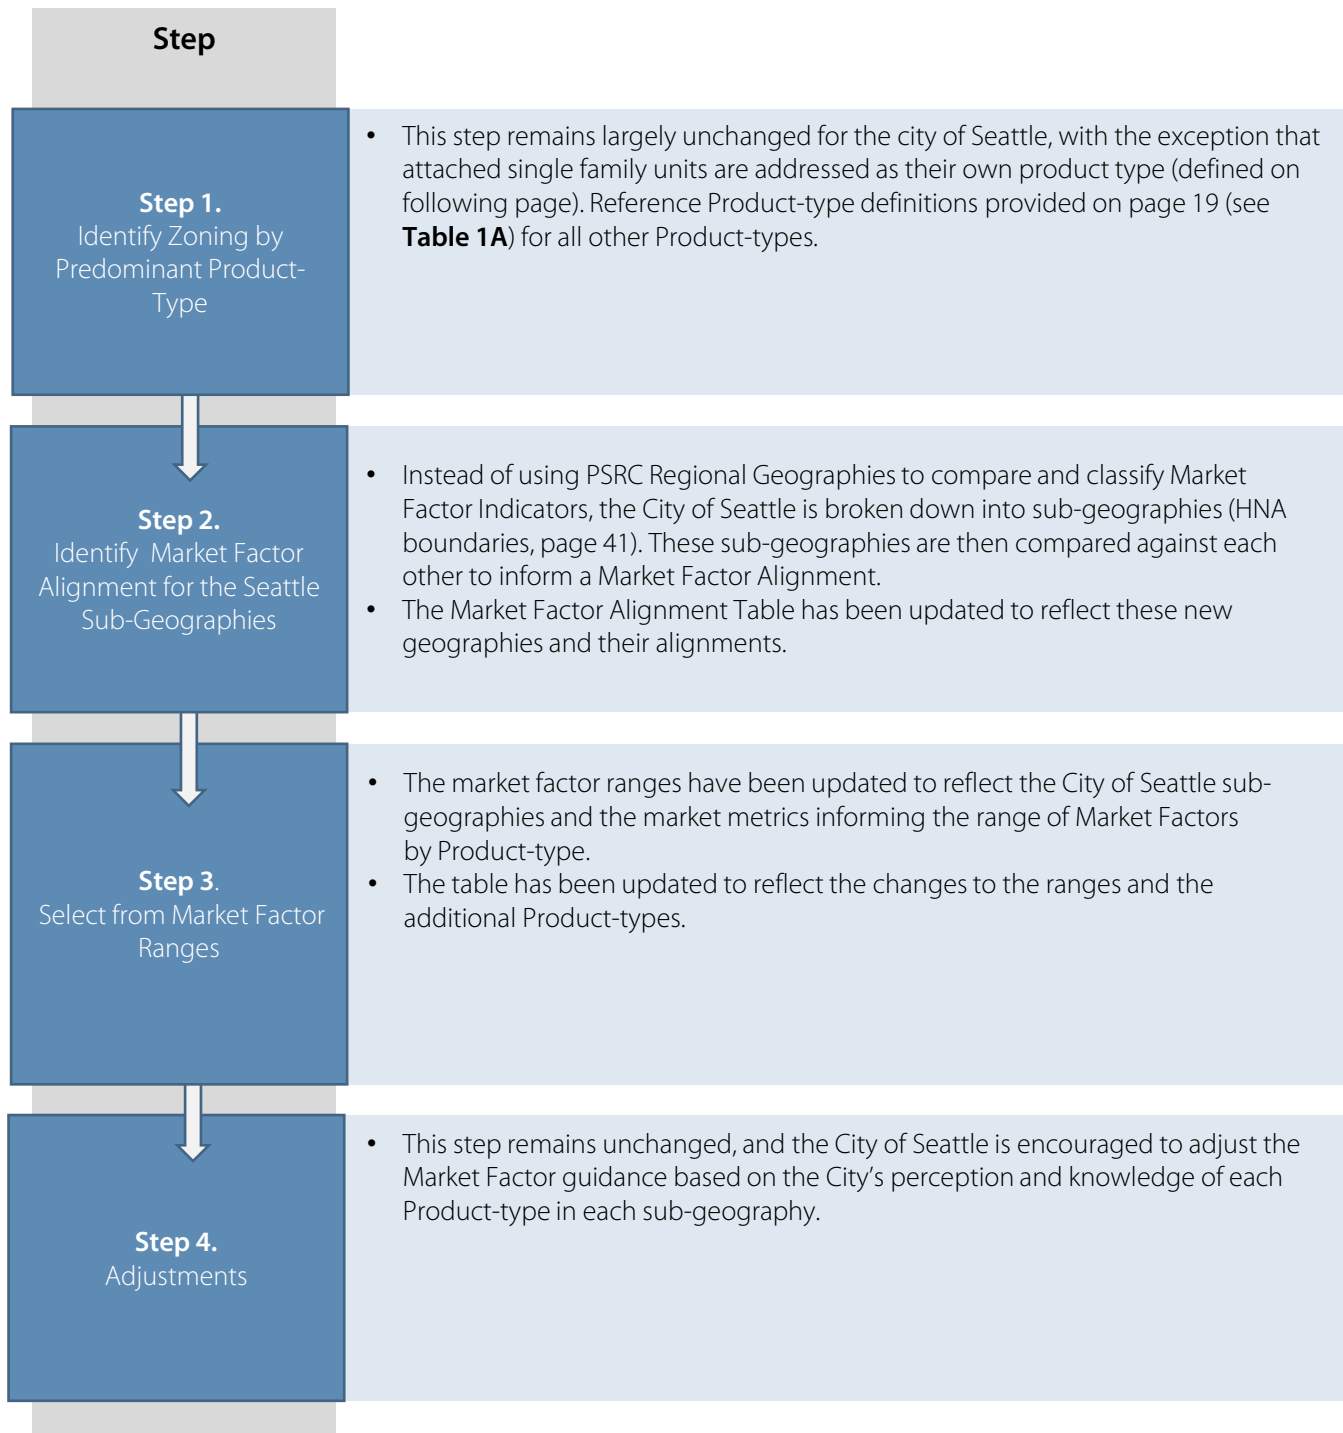 Step
Step 1.
Identify Zoning by
Predominant Product-
Type
• This step remains largely unchanged for the city of Seattle, with the exception that
attached single family units are addressed as their own product type (defined on
following page). Reference Product-type definitions provided on page 19 (see
Table 1A) for all other Product-types.
Step 2.
Identify Market Factor
Alignment for the Seattle
Sub-Geographies
• Instead of using PSRC Regional Geographies to compare and classify Market
Factor Indicators, the City of Seattle is broken down into sub-geographies (HNA
boundaries, page 41). These sub-geographies are then compared against each
other to inform a Market Factor Alignment.
• The Market Factor Alignment Table has been updated to reflect these new
geographies and their alignments.
Step 3.
Select from Market Factor
Ranges
• The market factor ranges have been updated to reflect the City of Seattle sub-
geographies and the market metrics informing the range of Market Factors
by Product-type.
• The table has been updated to reflect the changes to the ranges and the
additional Product-types.
Step 4.
Adjustments
• This step remains unchanged, and the City of Seattle is encouraged to adjust the
Market Factor guidance based on the City's perception and knowledge of each
Product-type in each sub-geography.